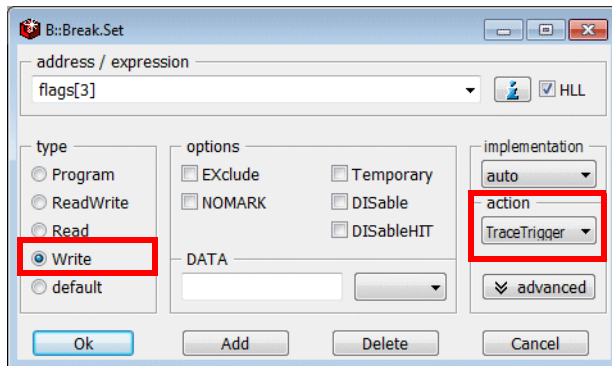 B::Break.Set
address / expression
flags[3]
i HLL
type
Program
ReadWrite
Read
Write
default
options
EXclude
NOMARK
Temporary
DISable
DISableHIT
DATA
implementation
auto
action
TraceTrigger
advanced
Ok Add Delete Cancel